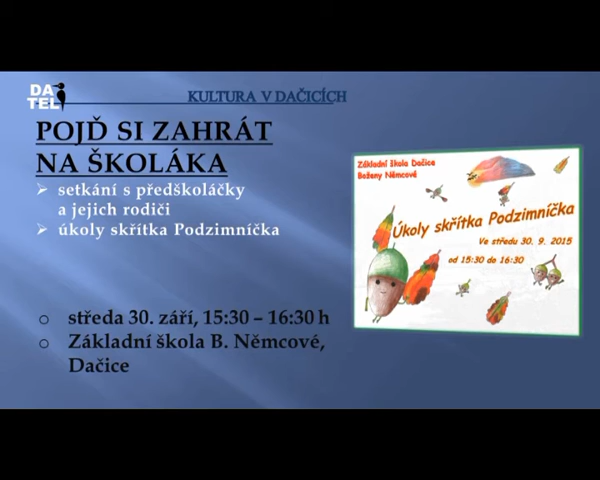 DA
TEL
KULTURA V DAČICÍCH
POJĎ SI ZAHRÁT
NA ŠKOLÁKA
setkání s předškoláčky
a jejich rodiči
úkoly skřítka Podzimníčka
středa 30. září, 15:30 – 16:30 h
Základní škola B. Němcové,
Dačice
Základní škola Dačice
Boženy Němcové
Úkoly skřítka Podzimníčka
Ve středu 30. 9. 2015
od 15:30 do 16:30